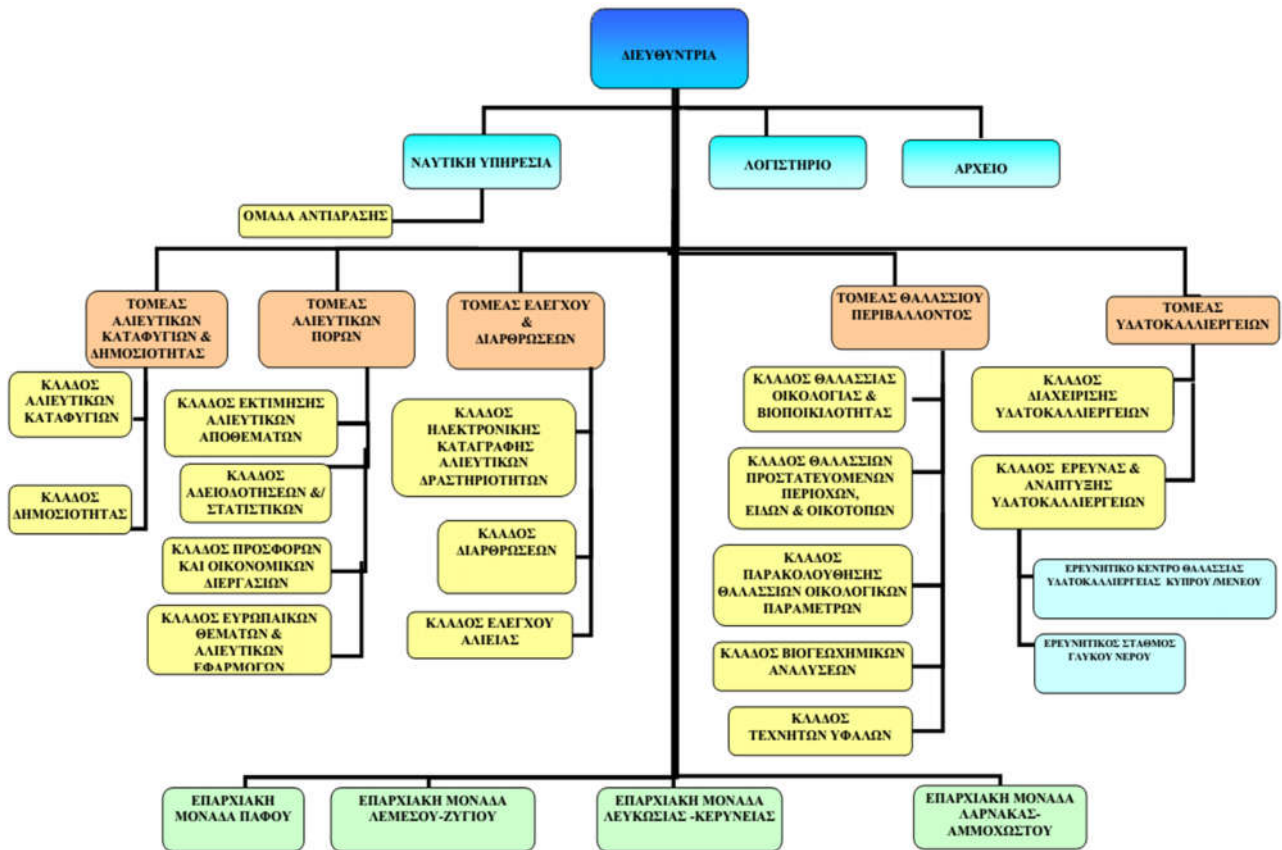 ΔΙΕΥΘΥΝΤΡΙΑ
ΝΑΥΤΙΚΗ ΥΠΗΡΕΣΙΑ
ΛΟΓΙΣΤΗΡΙΟ
ΑΡΧΕΙΟ
ΟΜΑΔΑ ΑΝΤΙΔΡΑΣΗΣ
ΤΟΜΕΑΣ
ΑΛΙΕΥΤΙΚΩΝ
ΚΑΤΑΦΥΓΙΩΝ &
ΔΗΜΟΣΙΟΤΗΤΑΣ
ΤΟΜΕΑΣ
ΑΛΙΕΥΤΙΚΩΝ
ΠΟΡΩΝ
ΤΟΜΕΑΣ ΕΛΕΓΧΟΥ
&
ΔΙΑΡΘΡΩΣΕΩΝ
ΤΟΜΕΑΣ ΘΑΛΑΣΣΙΟΥ
ΠΕΡΙΒΑΛΛΟΝΤΟΣ
ΤΟΜΕΑΣ
ΥΔΑΤΟΚΑΛΛΙΕΡΓΕΙΩΝ
ΚΛΑΔΟΣ
ΑΛΙΕΥΤΙΚΩΝ
ΚΑΤΑΦΥΓΙΩΝ
ΚΛΑΔΟΣ
ΔΗΜΟΣΙΟΤΗΤΑΣ
ΚΛΑΔΟΣ ΕΚΤΙΜΗΣΗΣ
ΑΛΙΕΥΤΙΚΩΝ
ΑΠΟΘΕΜΑΤΩΝ
ΚΛΑΔΟΣ
ΑΔΕΙΟΔΟΤΗΣΕΩΝ &/
ΣΤΑΤΙΣΤΙΚΩΝ
ΚΛΑΔΟΣ ΠΡΟΣΦΟΡΩΝ
ΚΑΙ ΟΙΚΟΝΟΜΙΚΩΝ
ΔΙΕΡΓΑΣΙΩΝ
ΚΛΑΔΟΣ ΕΥΡΩΠΑΙΚΩΝ
ΘΕΜΑΤΩΝ &
ΑΛΙΕΥΤΙΚΩΝ
ΕΦΑΡΜΟΓΩΝ
ΚΛΑΔΟΣ
ΗΛΕΚΤΡΟΝΙΚΗΣ
ΚΑΤΑΓΡΑΦΗΣ
ΑΛΙΕΥΤΙΚΩΝ
ΔΡΑΣΤΗΡΙΟΤΗΤΩΝ
ΚΛΑΔΟΣ
ΔΙΑΡΘΡΩΣΕΩΝ
ΚΛΑΔΟΣ ΕΛΕΓΧΟΥ
ΑΛΙΕΙΑΣ
ΚΛΑΔΟΣ ΘΑΛΑΣΣΙΑΣ
ΟΙΚΟΛΟΓΙΑΣ &
ΒΙΟΠΟΙΚΙΛΟΤΗΤΑΣ
ΚΛΑΔΟΣ ΘΑΛΑΣΣΙΩΝ
ΠΡΟΣΤΑΤΕΥΟΜΕΝΩΝ
ΠΕΡΙΟΧΩΝ,
ΕΙΔΩΝ & ΟΙΚΟΤΟΠΩΝ
ΚΛΑΔΟΣ
ΠΑΡΑΚΟΛΟΥΘΗΣΗΣ
ΘΑΛΑΣΣΙΩΝ ΟΙΚΟΛΟΓΙΚΩΝ
ΠΑΡΑΜΕΤΡΩΝ
ΚΛΑΔΟΣ ΒΙΟΓΕΩΧΗΜΙΚΩΝ
ΑΝΑΛΥΣΕΩΝ
ΚΛΑΔΟΣ
ΤΕΧΝΗΤΩΝ ΥΦΑΛΩΝ
ΚΛΑΔΟΣ
ΔΙΑΧΕΙΡΙΣΗΣ
ΥΔΑΤΟΚΑΛΛΙΕΡΓΕΙΩΝ
ΚΛΑΔΟΣ ΕΡΕΥΝΑΣ &
ΑΝΑΠΤΥΞΗΣ
ΥΔΑΤΟΚΑΛΛΙΕΡΓΕΙΩΝ
ΕΡΕΥΝΗΤΙΚΟ ΚΕΝΤΡΟ ΘΑΛΑΣΣΙΑΣ
ΥΔΑΤΟΚΑΛΛΙΕΡΓΕΙΑΣ ΚΥΠΡΟΥ /ΜΕΝΕΟΥ
ΕΡΕΥΝΗΤΙΚΟΣ ΣΤΑΘΜΟΣ
ΓΛΥΚΟΥ ΝΕΡΟΥ
ΕΠΑΡΧΙΑΚΗ
ΜΟΝΑΔΑ ΠΑΦΟΥ
ΕΠΑΡΧΙΑΚΗ ΜΟΝΑΔΑ
ΛΕΜΕΣΟΥ-ΖΥΓΙΟΥ
ΕΠΑΡΧΙΑΚΗ ΜΟΝΑΔΑ
ΛΕΥΚΩΣΙΑΣ -ΚΕΡΥΝΕΙΑΣ
ΕΠΑΡΧΙΑΚΗ ΜΟΝΑΔΑ
ΛΑΡΝΑΚΑΣ-
ΑΜΜΟΧΩΣΤΟΥ